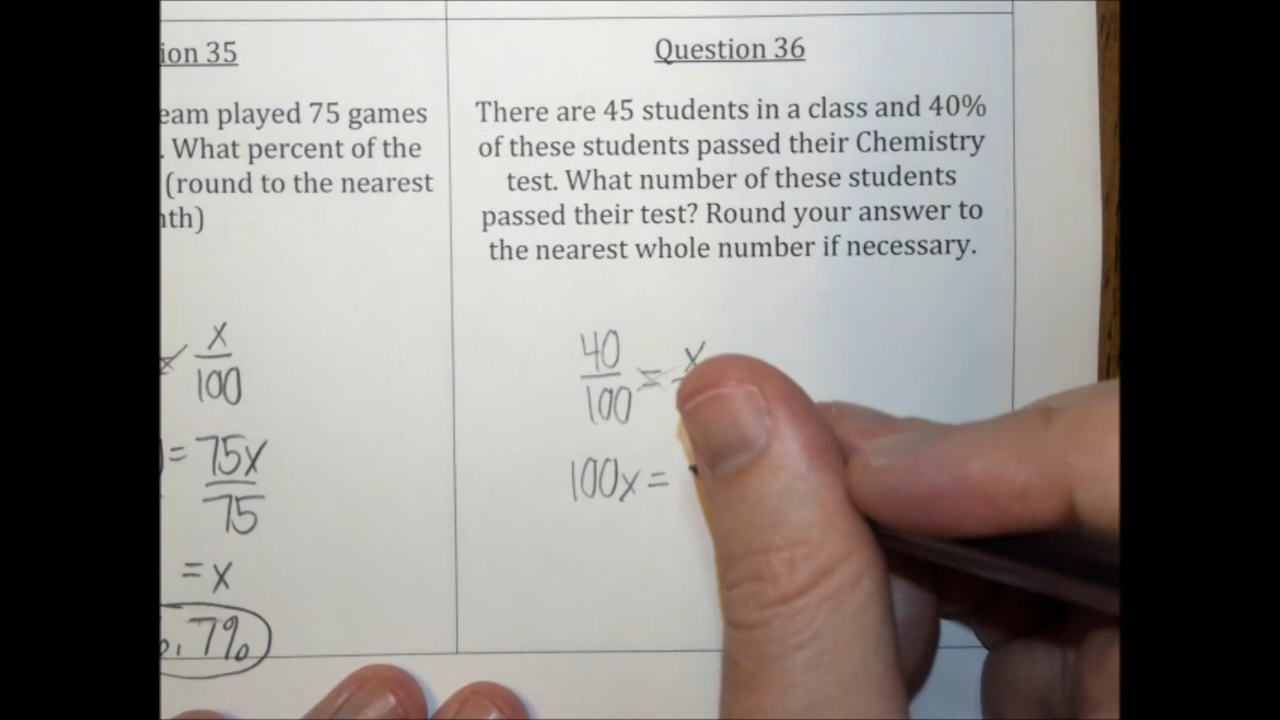 ion 35
eam played 75 games
. What percent of the
(round to the nearest
nth)
x
100
= 75x
75
= x
.7%
Question 36
There are 45 students in a class and 40%
of these students passed their Chemistry
test. What number of these students
passed their test? Round your answer to
the nearest whole number if necessary.
40
100
= x
100x =